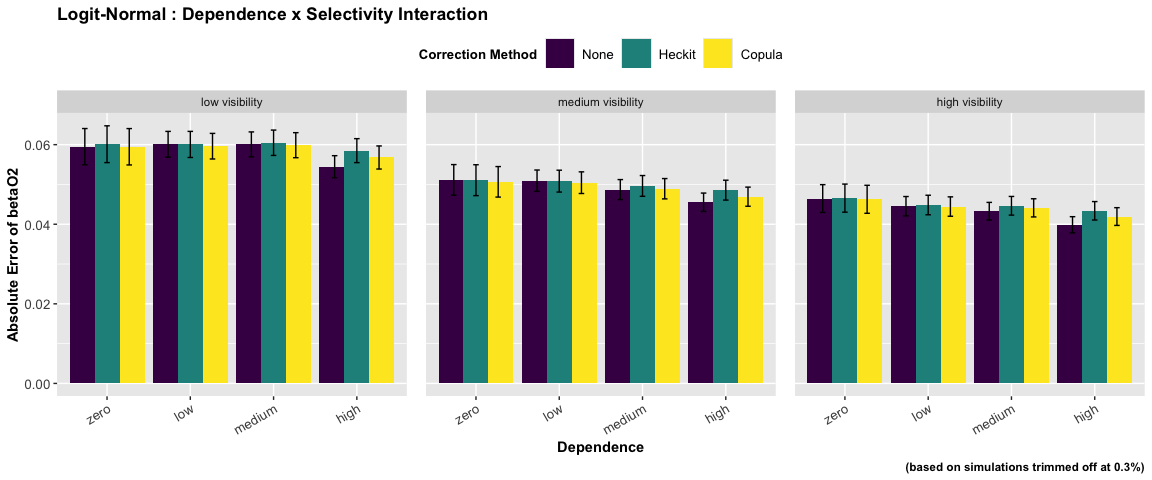 Logit-Normal : Dependence x Selectivity Interaction
Correction Method None Heckit Copula
low visibility medium visibility high visibility
Absolute Error of betaO2
0.06
0.04
0.02
0.00
zero low medium high zero low medium high zero low medium high
Dependence
(based on simulations trimmed off at 0.3%)